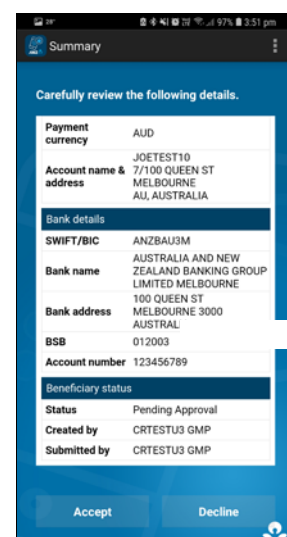 28° 97% 3:51 pm
Summary
Carefully review the following details.
Payment currency AUD
Account name & address JOETEST10
7/100 QUEEN ST
MELBOURNE
AU, AUSTRALIA
Bank details
SWIFT/BIC ANZBAU3M
Bank name AUSTRALIA AND NEW
ZEALAND BANKING GROUP
LIMITED MELBOURNE
Bank address 100 QUEEN ST
MELBOURNE 3000
AUSTRAL
BSB 012003
Account number 123456789
Beneficiary status
Status Pending Approval
Created by CRTESTU3 GMP
Submitted by CRTESTU3 GMP
Accept Decline